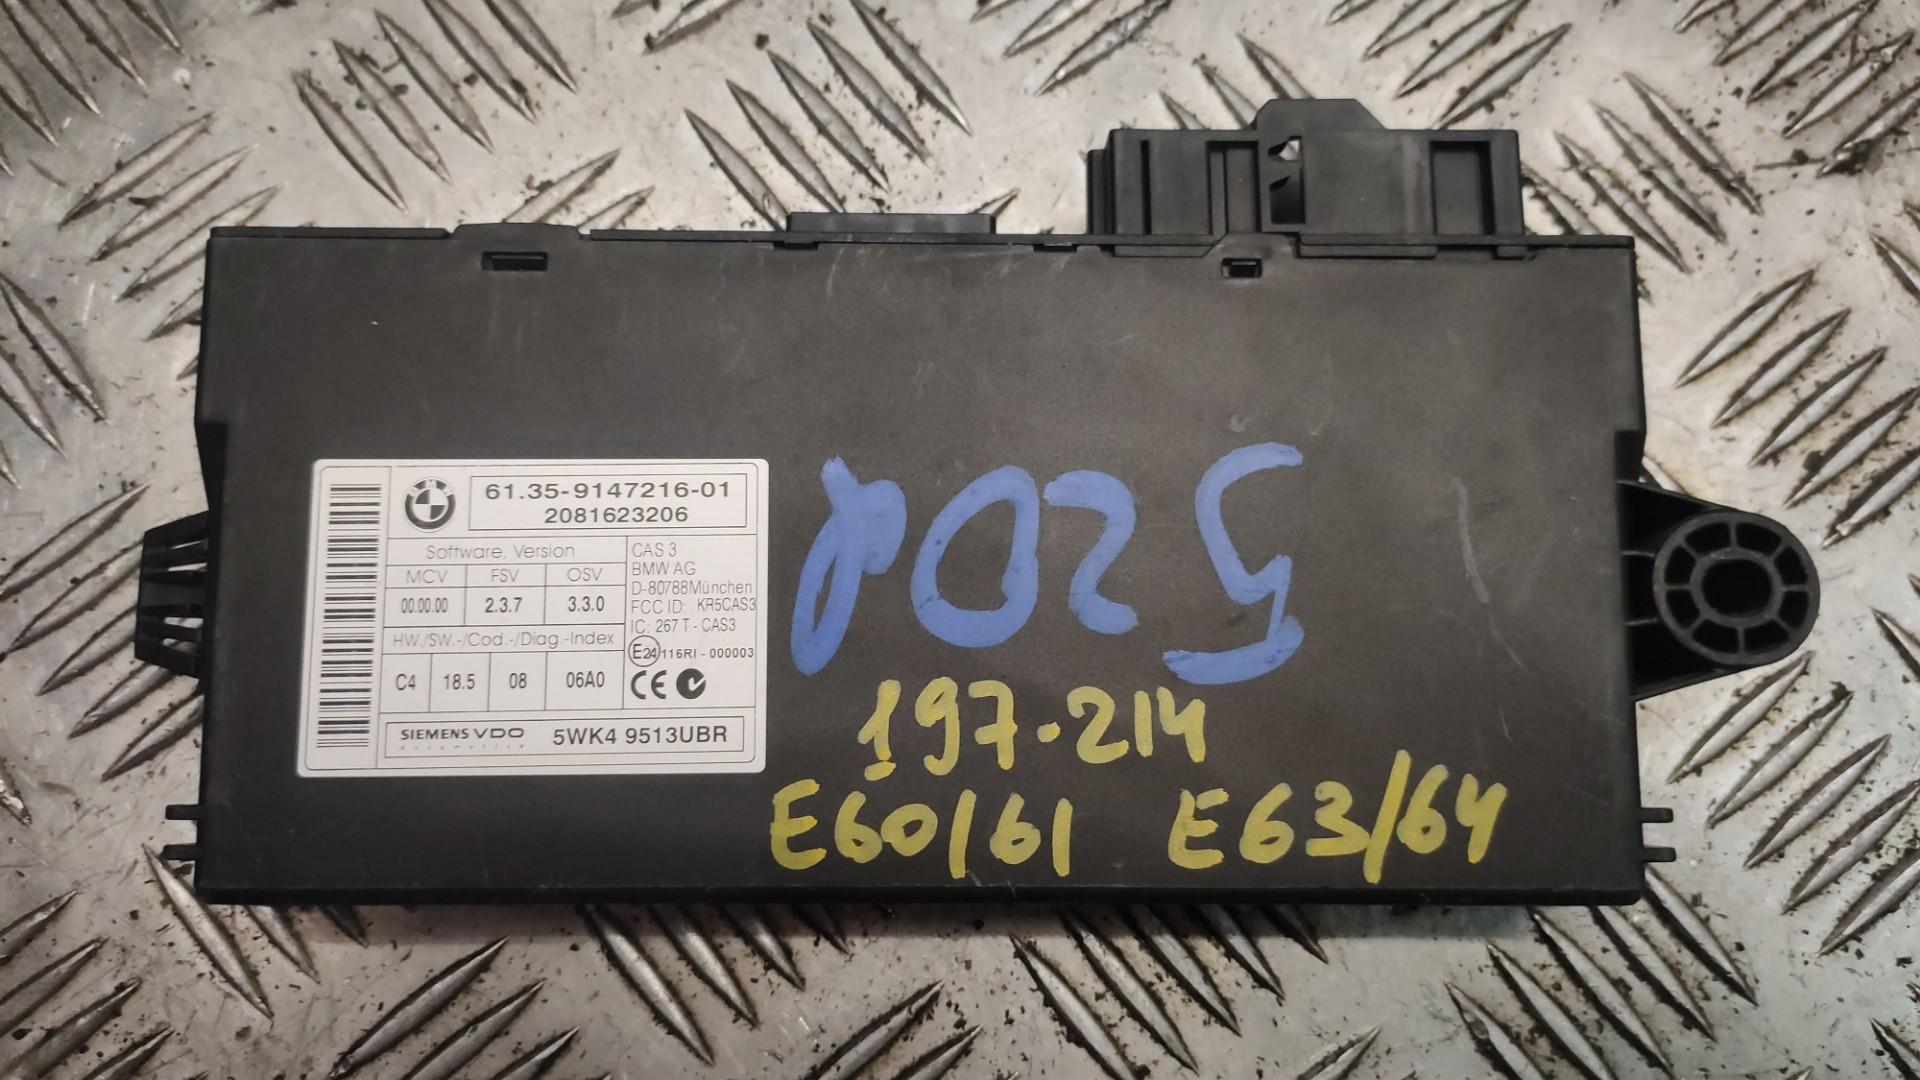 BMW
61.35-9147216-01
2081623206
Software, Version
MCV FSV OSV
00.00.00 2.3.7 3.3.0
HW./SW.-/Cod.-/Diag.-Index
C4 18.5 08 06A0
CAS 3
BMW AG
D-80788München
FCC ID: KR5CAS3
IC: 267 T - CAS3
E24 116RI - 000003
CE
SIEMENS VDO
Automotive
5WK4 9513UBR
197.214
E60/61 E63/64